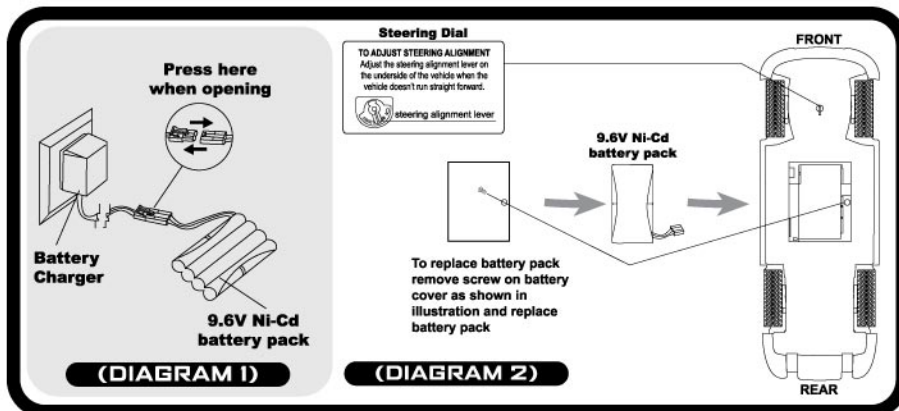 Press here
when opening
Battery
Charger
9.6V Ni-Cd
battery pack
(DIAGRAM 1)
Steering Dial
TO ADJUST STEERING ALIGNMENT
Adjust the steering alignment lever on
the underside of the vehicle when the
vehicle doesn't run straight forward.
steering alignment lever
9.6V Ni-Cd
battery pack
To replace battery pack
remove screw on battery
cover as shown in
illustration and replace
battery pack
(DIAGRAM 2)
FRONT
REAR